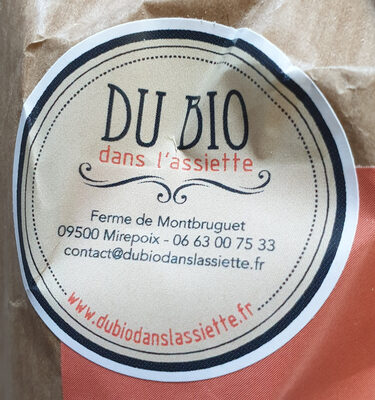 DU BIO
dans l'assiette
Ferme de Montbruguet
09500 Mirepoix - 06 63 00 75 33
contact@dubiodanslassiette.fr
www.dubiodanslassiette.fr